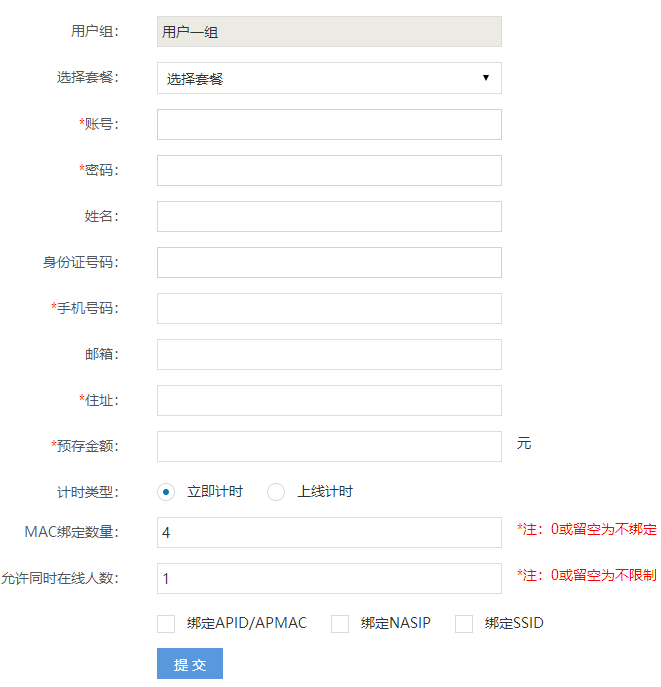 用户组： 用户一组
选择套餐： 选择套餐
*账号：
*密码：
姓名：
身份证号码：
*手机号码：
邮箱：
*住址：
*预存金额： 元
计时类型： 立即计时 上线计时
MAC绑定数量： 4 *注：0或留空为不绑定
允许同时在线人数： 1 *注：0或留空为不限制
绑定APID/APMAC 绑定NASIP 绑定SSID
提 交